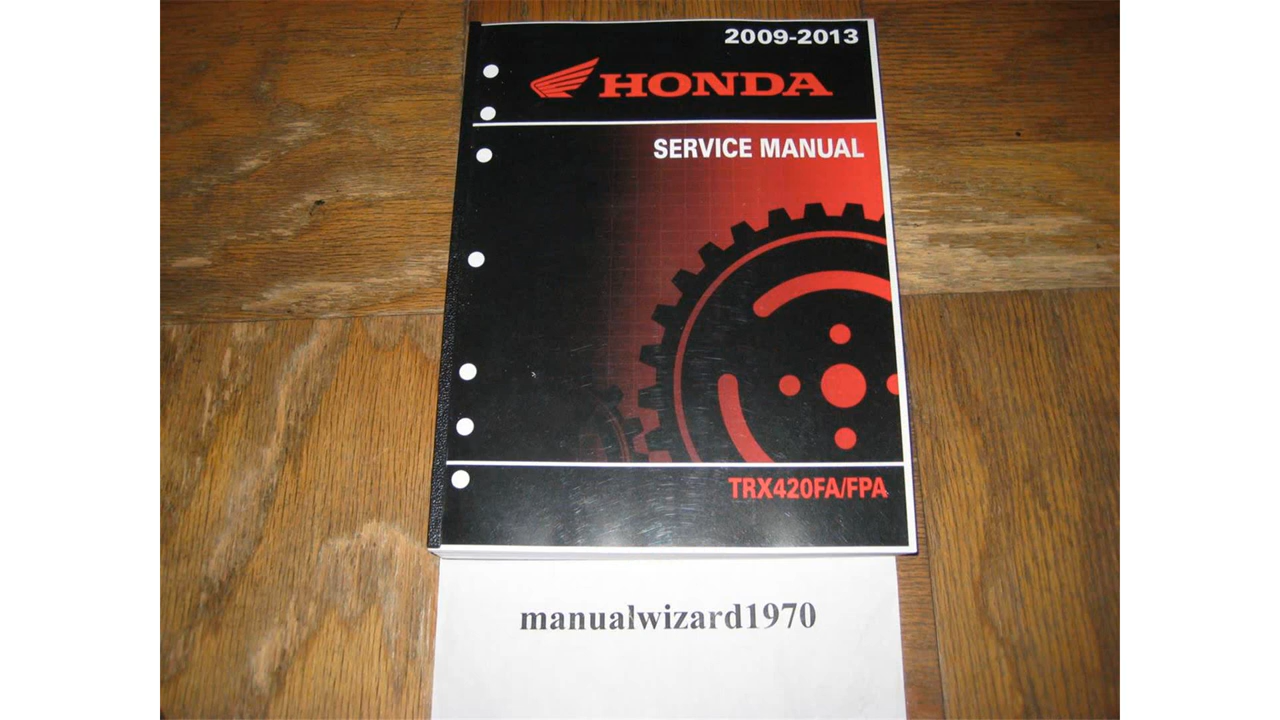 2009-2013
HONDA
SERVICE MANUAL
TRX420FA/FPA
manualwizard1970